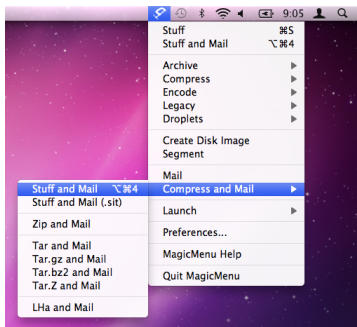 9:05
Stuff ⌘S
Stuff and Mail ⌥⌘4
Archive
Compress
Encode
Legacy
Droplets
Create Disk Image
Segment
Mail
Compress and Mail
Launch
Preferences...
MagicMenu Help
Quit MagicMenu
Stuff and Mail ⌥⌘4
Stuff and Mail (.sit)
Zip and Mail
Tar and Mail
Tar.gz and Mail
Tar.bz2 and Mail
Tar.Z and Mail
LHa and Mail